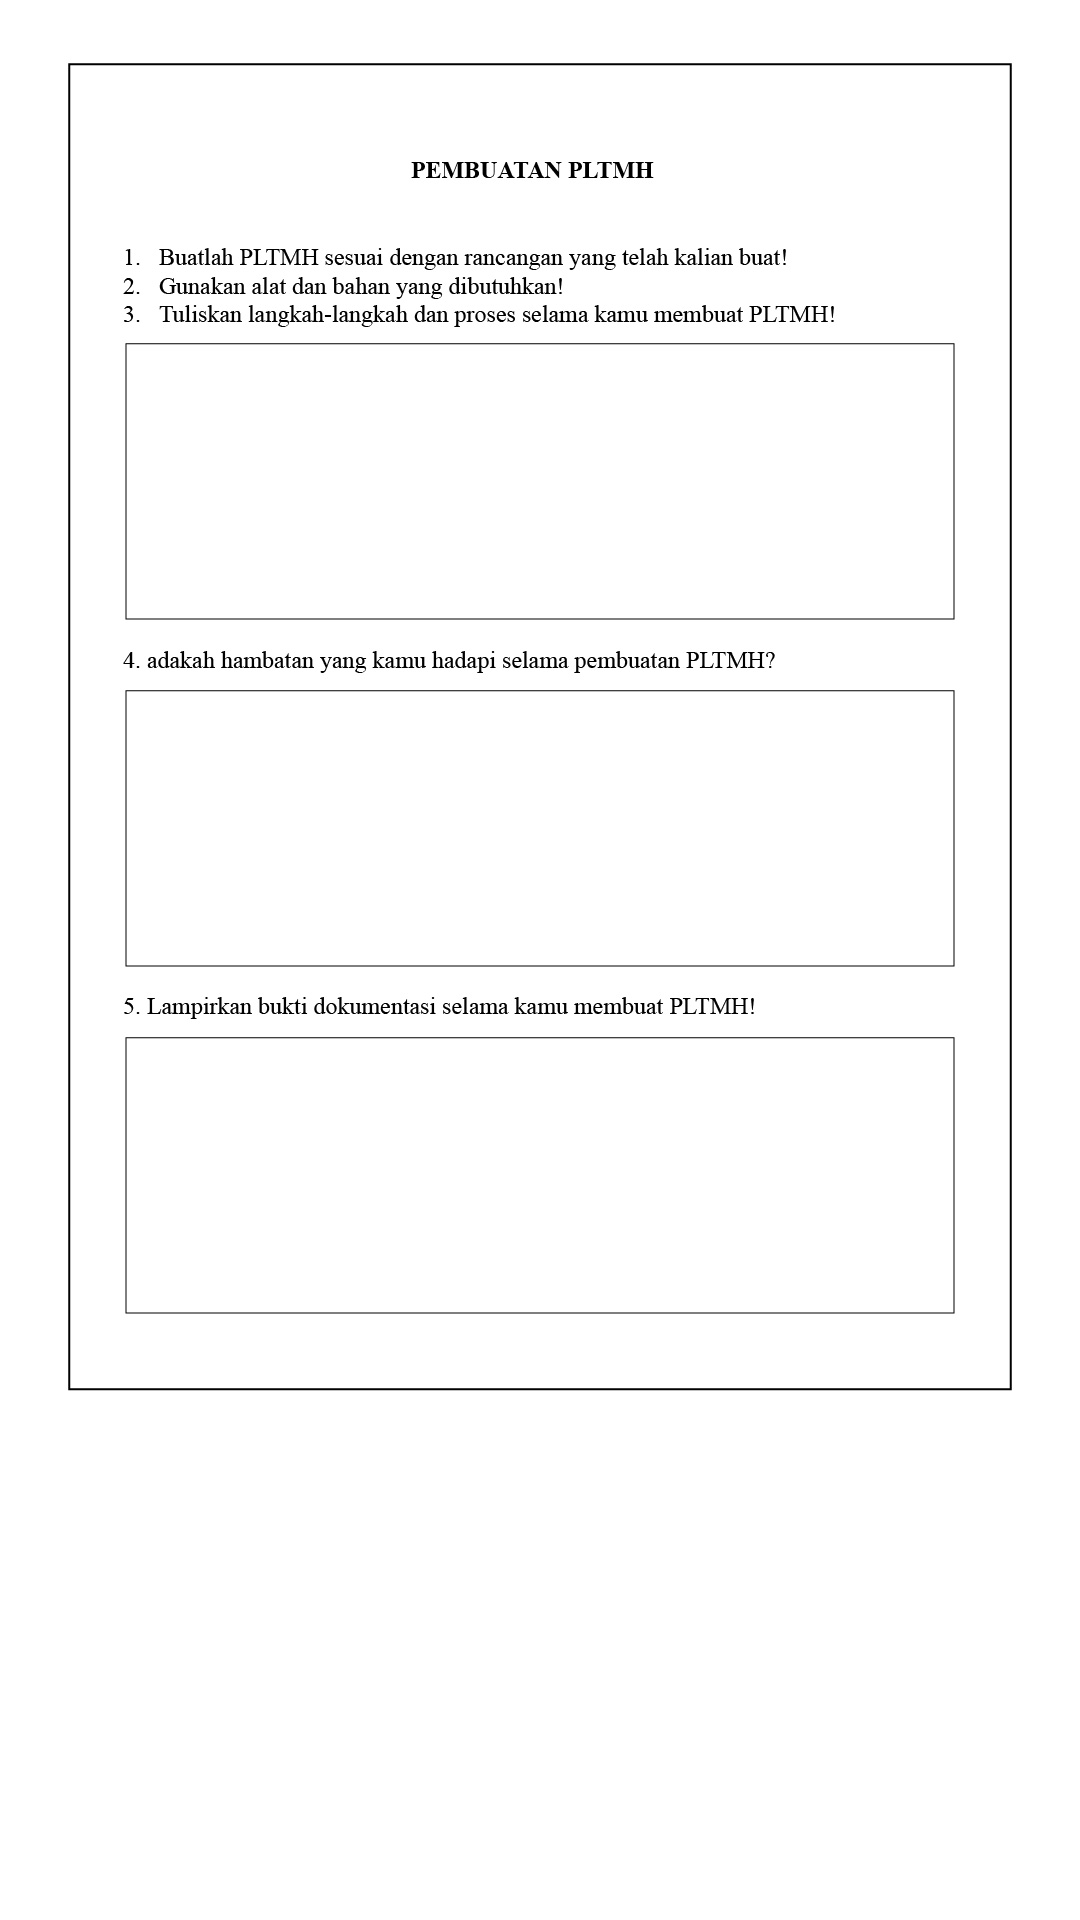 PEMBUATAN PLTMH
1. Buatlah PLTMH sesuai dengan rancangan yang telah kalian buat!
2. Gunakan alat dan bahan yang dibutuhkan!
3. Tuliskan langkah-langkah dan proses selama kamu membuat PLTMH!
4. adakah hambatan yang kamu hadapi selama pembuatan PLTMH?
5. Lampirkan bukti dokumentasi selama kamu membuat PLTMH!